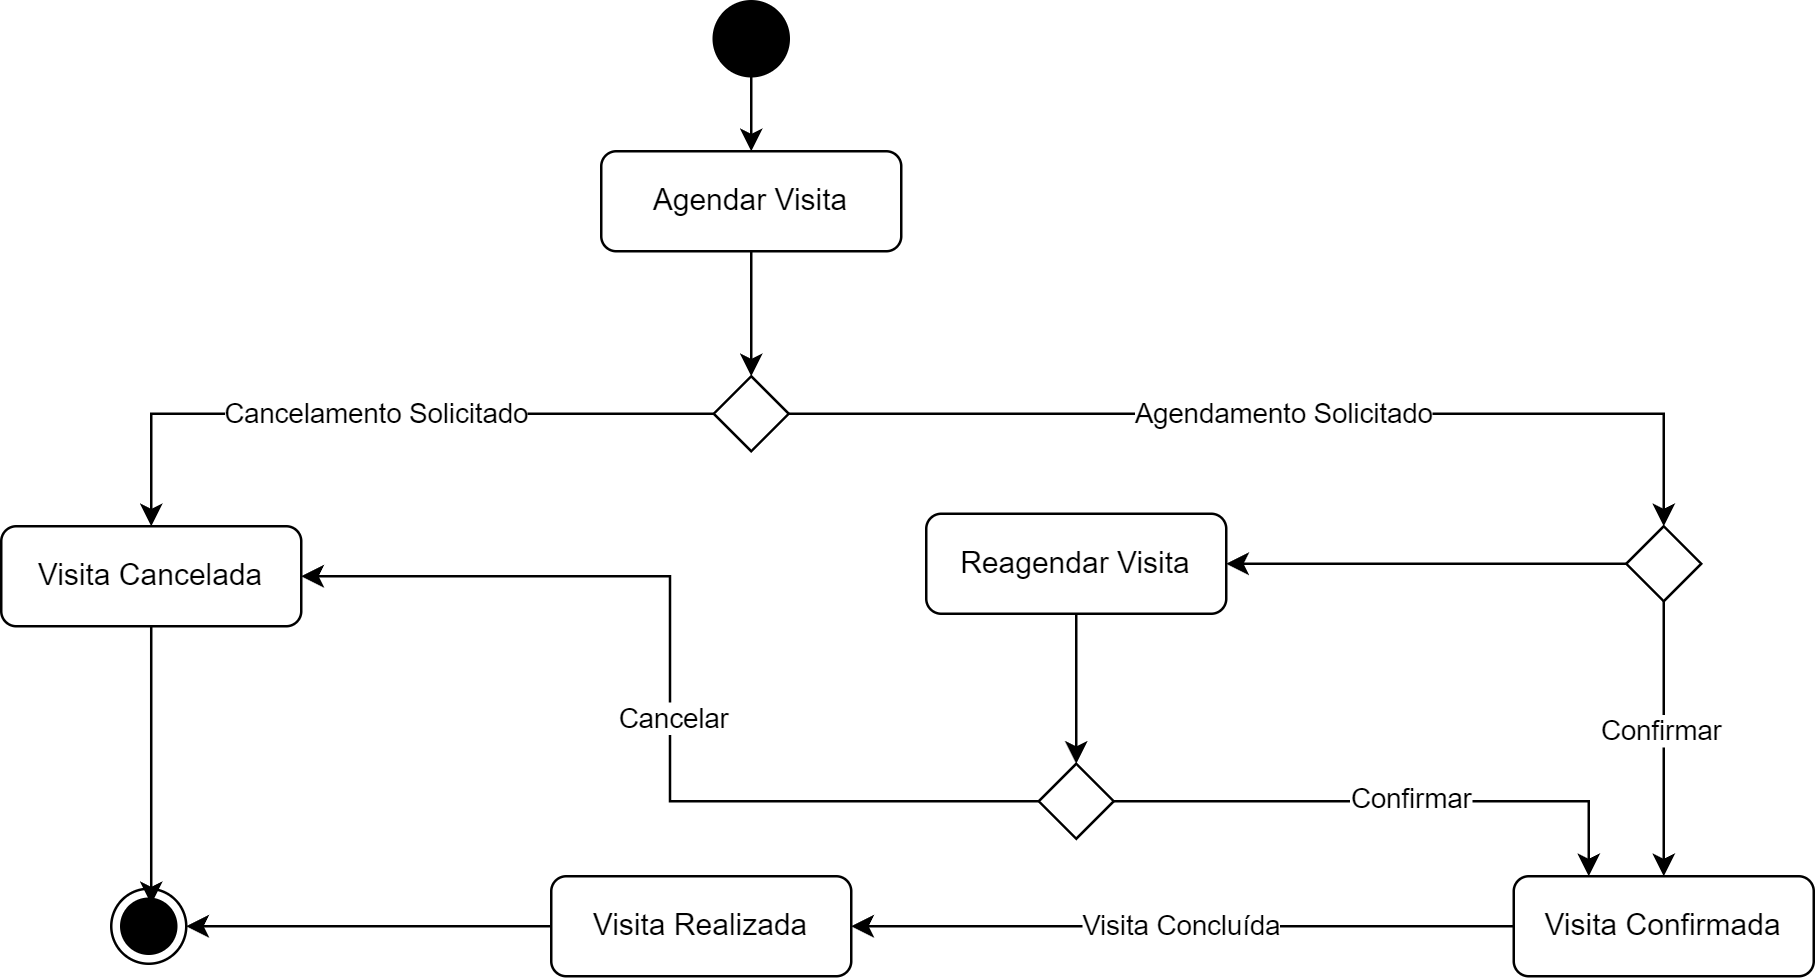 Agendar Visita
Cancelamento Solicitado
Agendamento Solicitado
Visita Cancelada
Reagendar Visita
Cancelar
Confirmar
Confirmar
Visita Realizada
Visita Concluída
Visita Confirmada